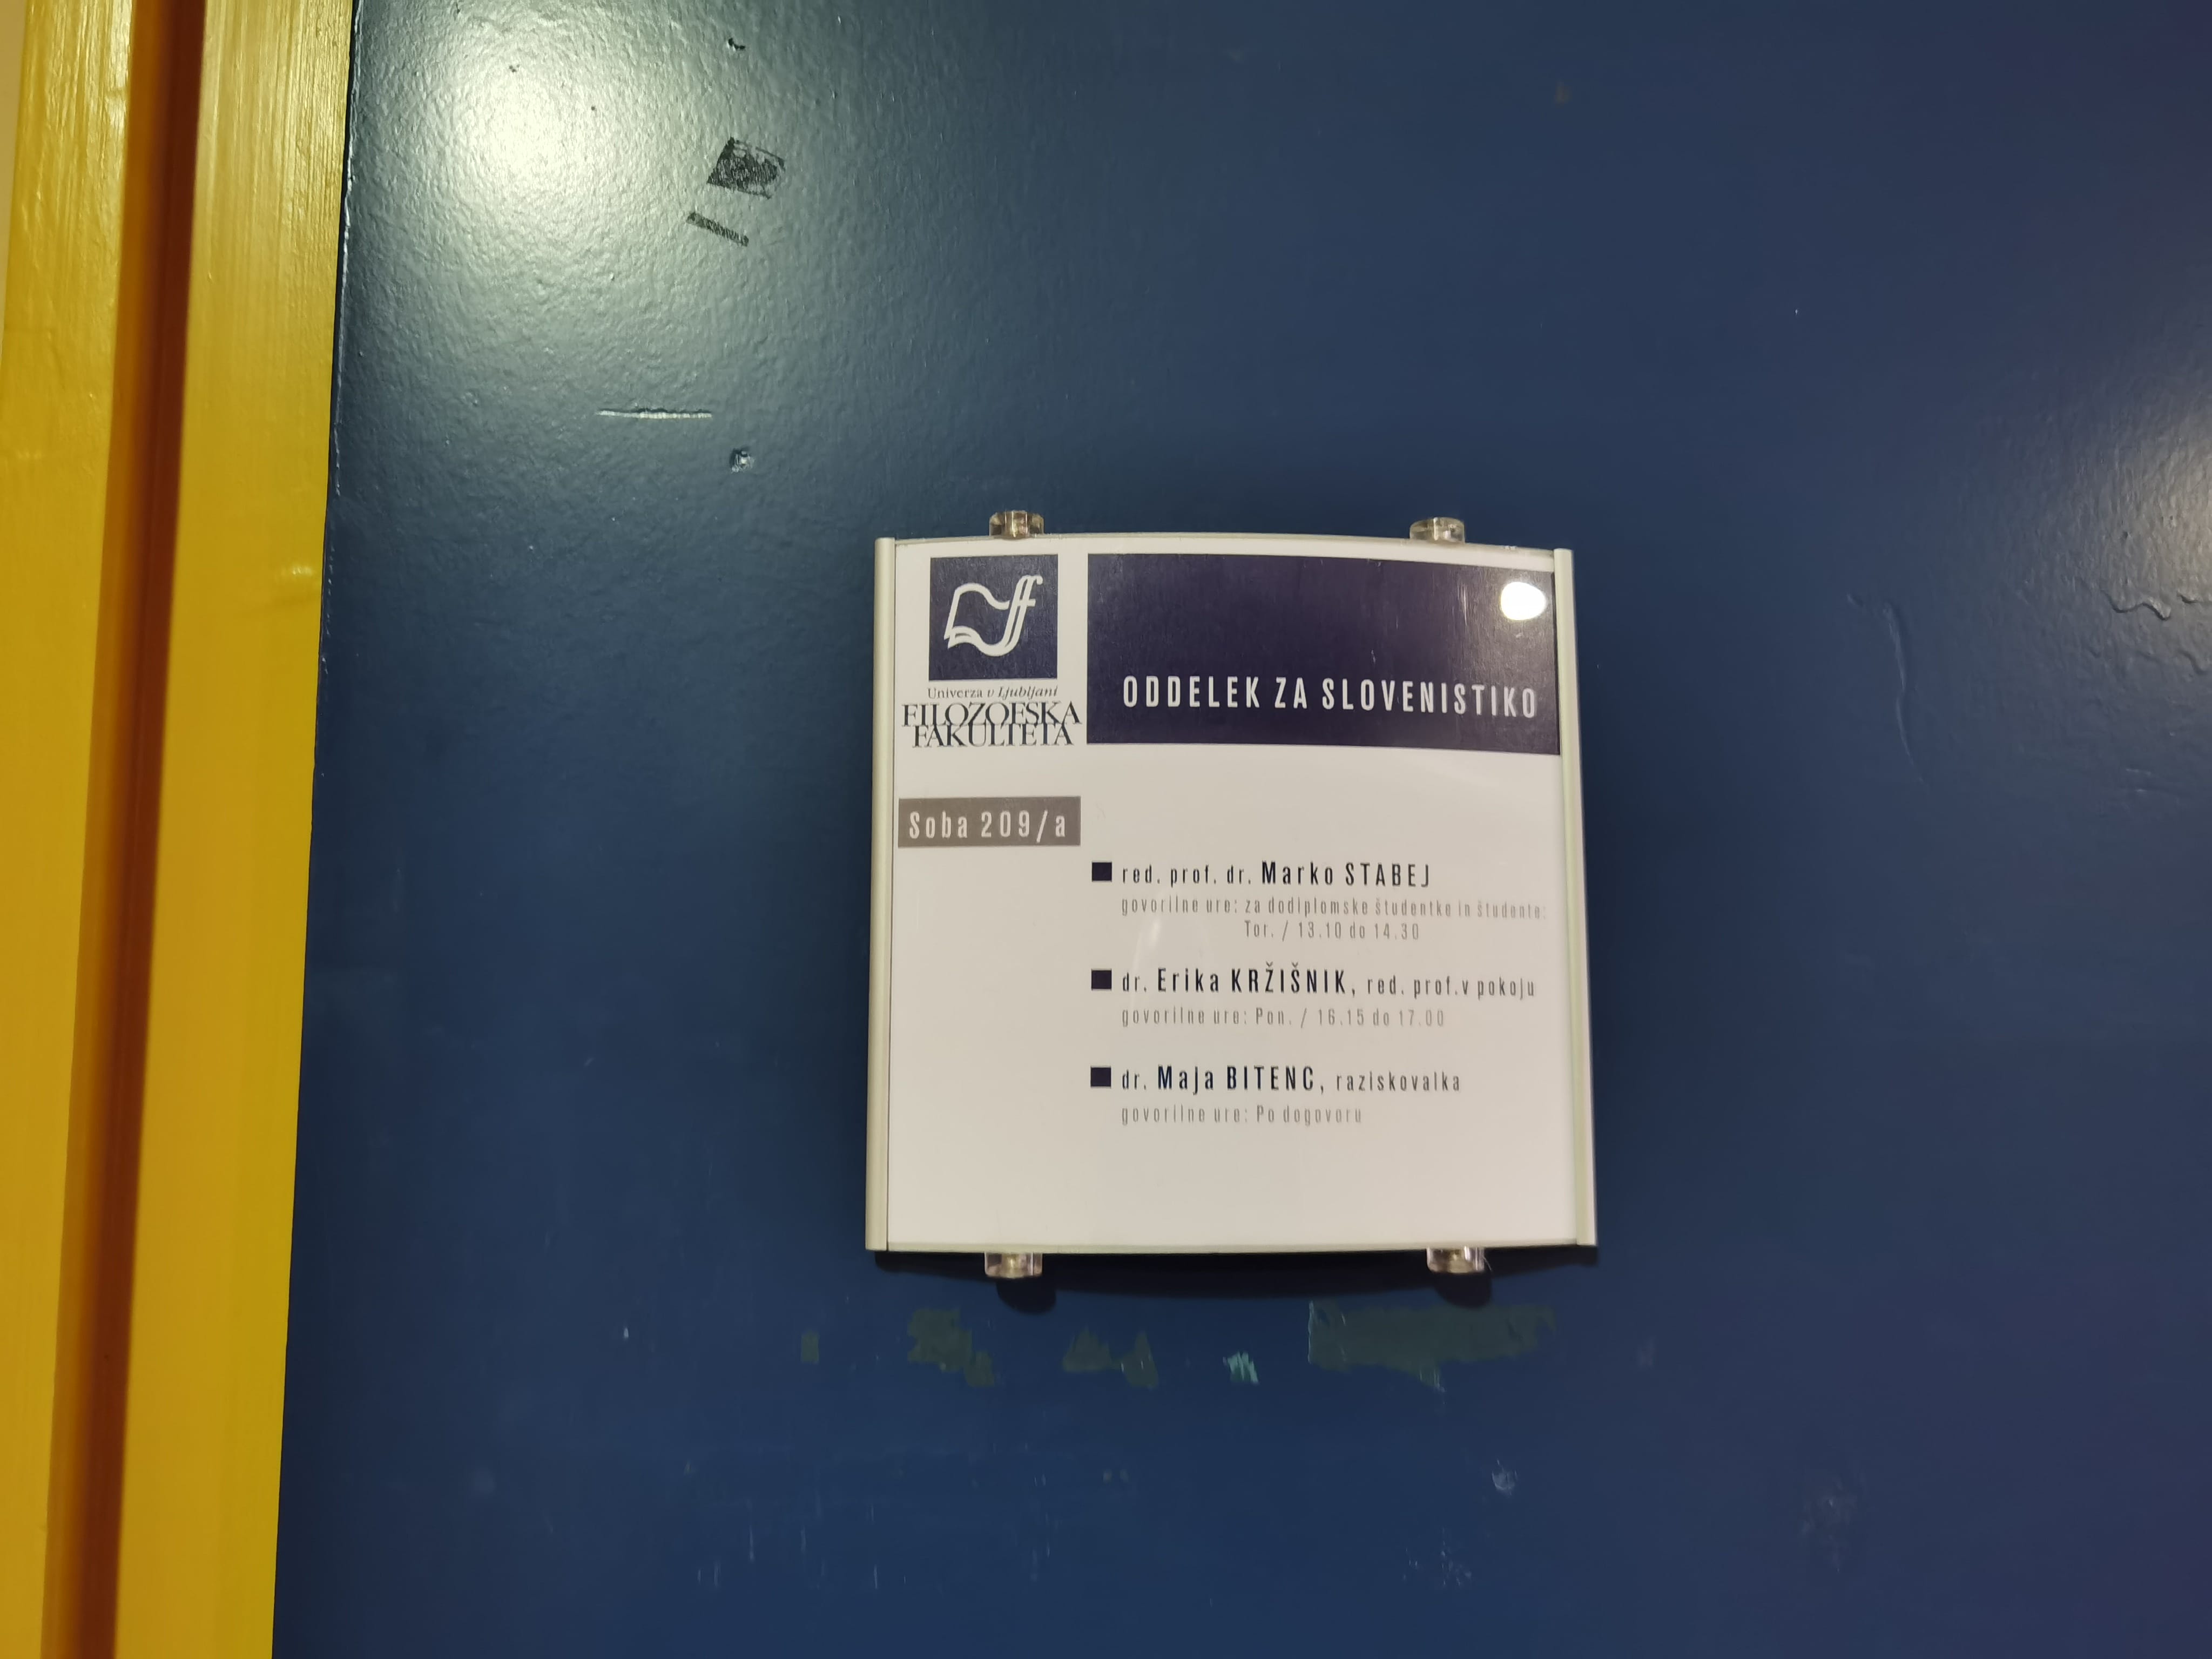 Univerza v Ljubljani
FILOZOFSKA
FAKULTETA
ODDELEK ZA SLOVENISTIKO
Soba 209/a
red. prof. dr. Marko STABEJ
govorilne ure: za dodiplomske študentke in študente:
Tor. / 13.10 do 14.30
dr. Erika KRŽIŠNIK, red. prof.v pokoju
govorilne ure: Pon. / 16.15 do 17.00
dr. Maja BITENC, raziskovalka
govorilne ure: Po dogovoru